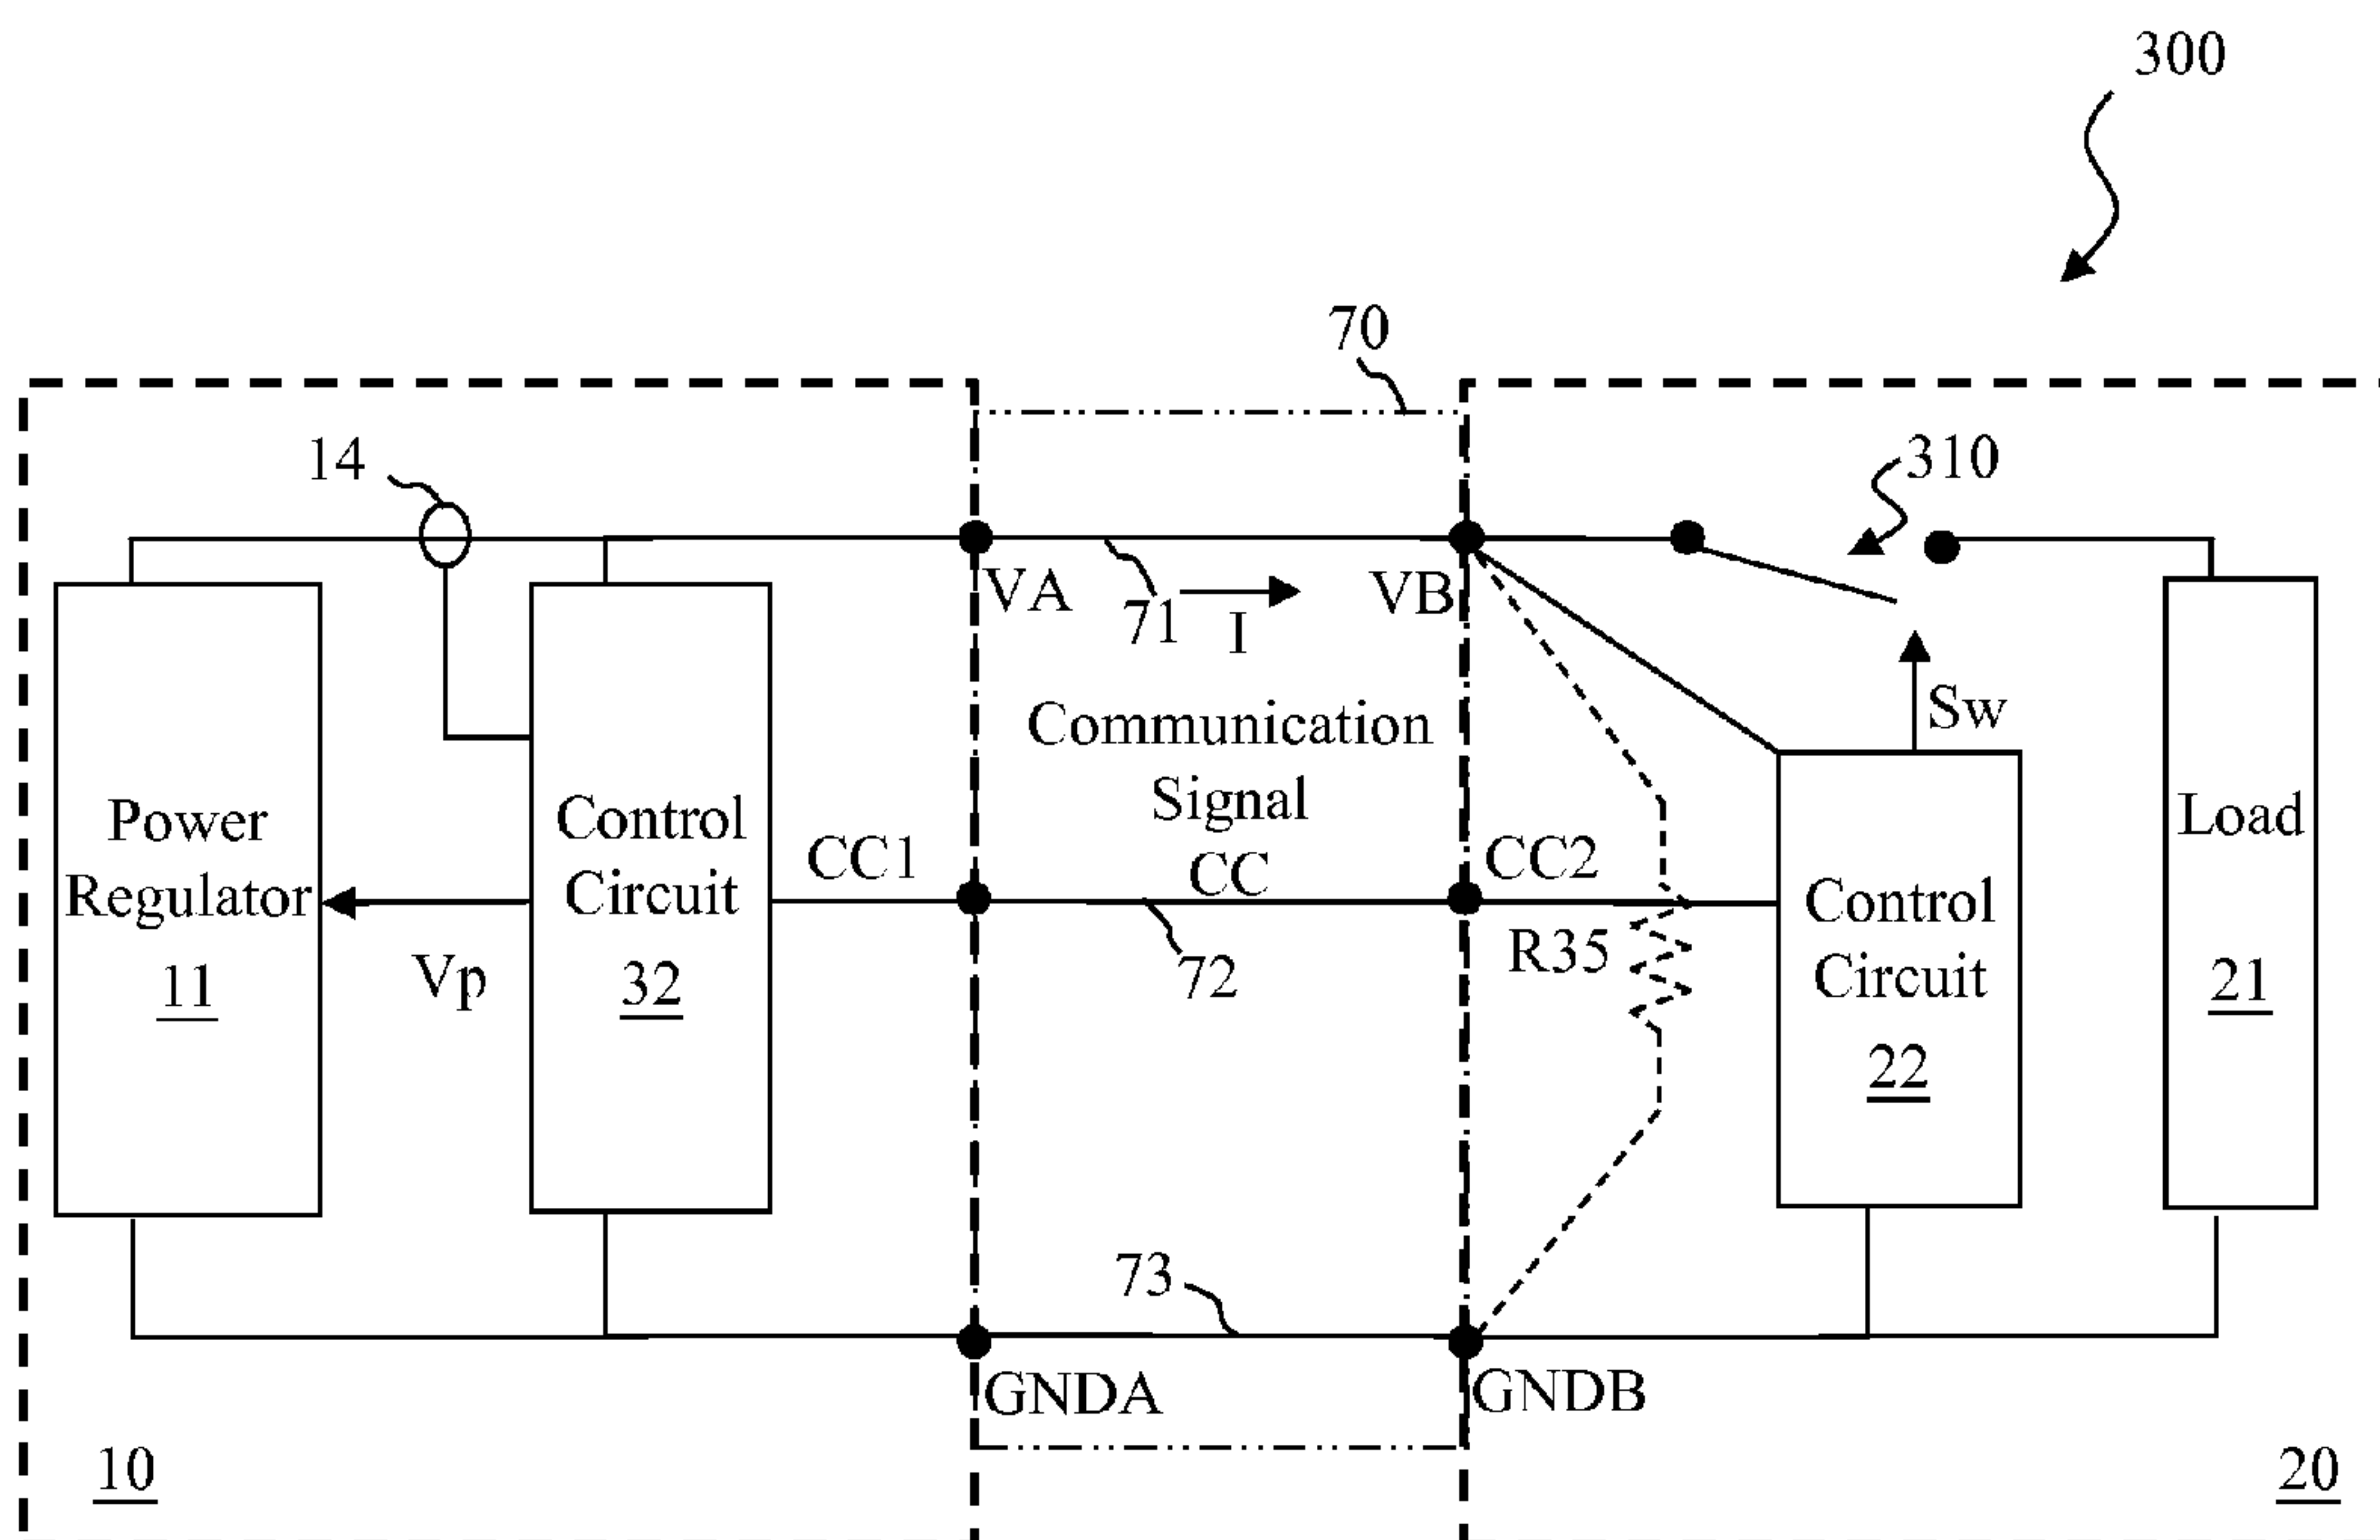 300
70
14
310
VA
71
I
VB
Sw
Communication
Signal
CC
Power
Regulator
11
Vp
Control
Circuit
32
CC1
CC2
R35
72
Control
Circuit
22
Load
21
73
GNDA
GNDB
10
20